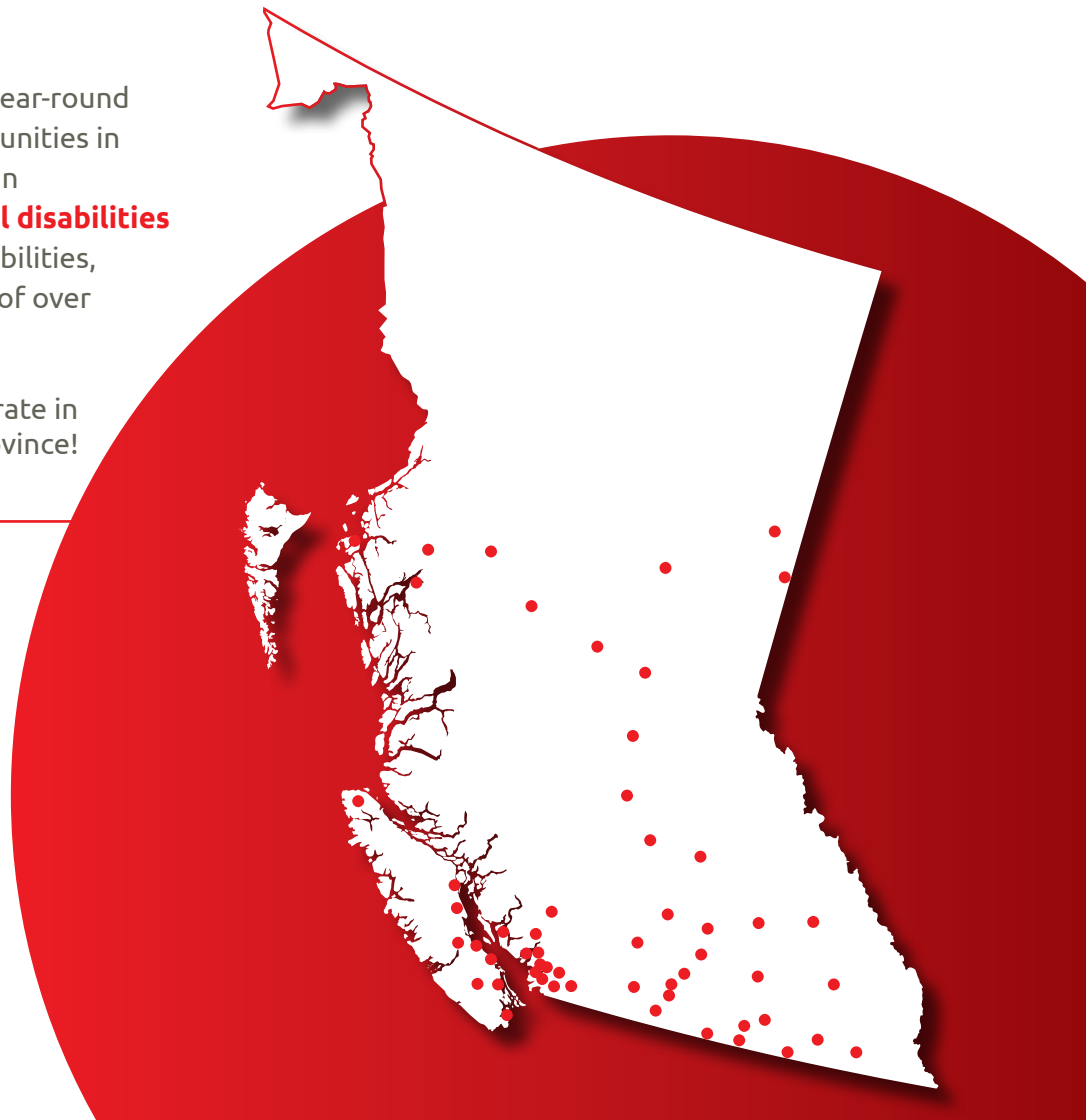 ear-round
unities in
n
l disabilities
bilities,
of over
rate in
vince!